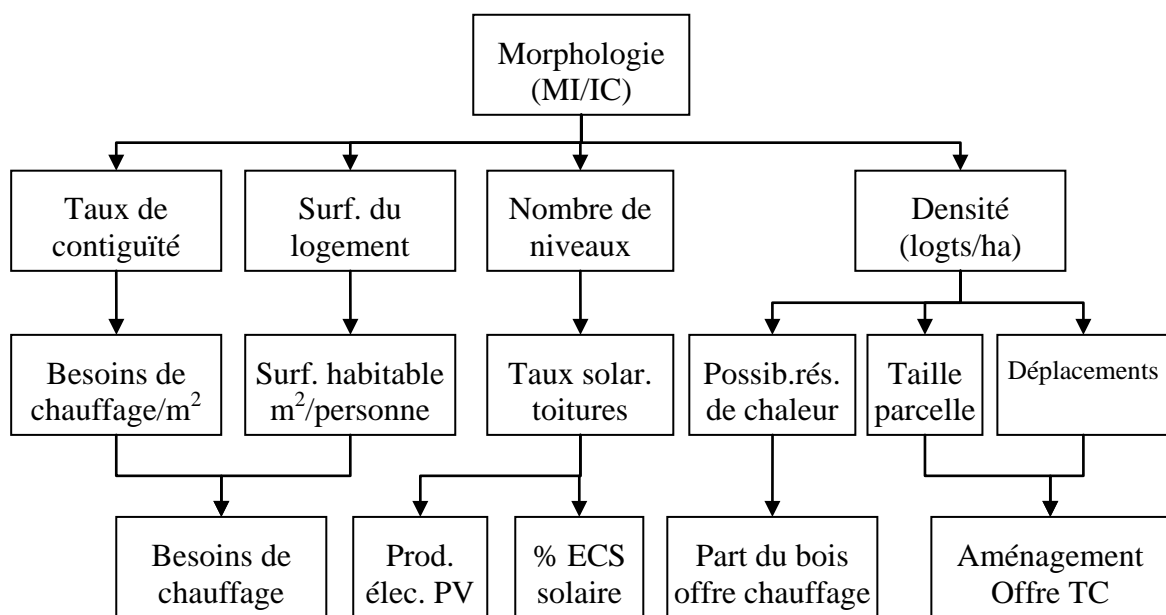 Morphologie
(MI/IC)
Taux de
contiguïté
Surf. du
logement
Nombre de
niveaux
Densité
(logts/ha)
Besoins de
chauffage/m²
Surf. habitable
m²/personne
Taux solar.
toitures
Possib.rés.
de chaleur
Taille
parcelle
Déplacements
Besoins de
chauffage
Prod.
élec. PV
% ECS
solaire
Part du bois
offre chauffage
Aménagement
Offre TC